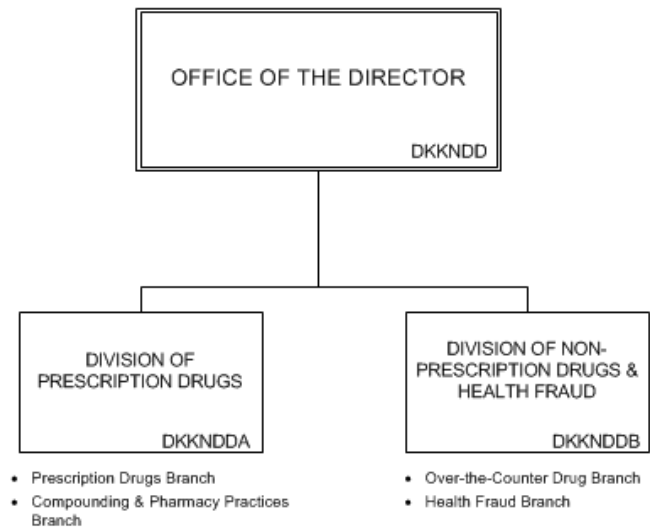 OFFICE OF THE DIRECTOR
DKKNDD
DIVISION OF
PRESCRIPTION DRUGS
DKKNDDA
• Prescription Drugs Branch
• Compounding & Pharmacy Practices
Branch
DIVISION OF NON-
PRESCRIPTION DRUGS &
HEALTH FRAUD
DKKNDDB
• Over-the-Counter Drug Branch
• Health Fraud Branch